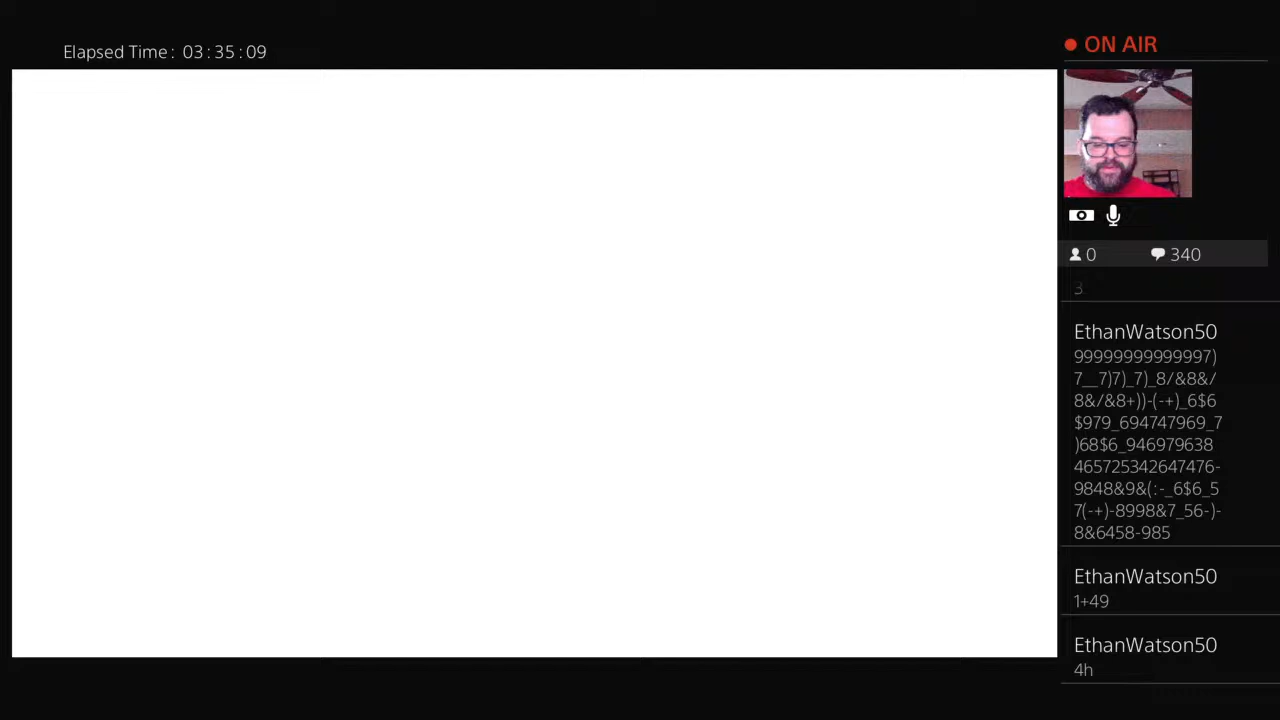 Elapsed Time: 03:35:09
ON AIR
0 340
3
EthanWatson50
99999999999997)
7__7)7)_7)_8/&8&/
8&/&8+))-(-+)_6$6
$979_694747969_7
)68$6_946979638
465725342647476-
9848&9&(:-_6$6_5
7(-+)-8998&7_56-)-
8&6458-985
EthanWatson50
1+49
EthanWatson50
4h